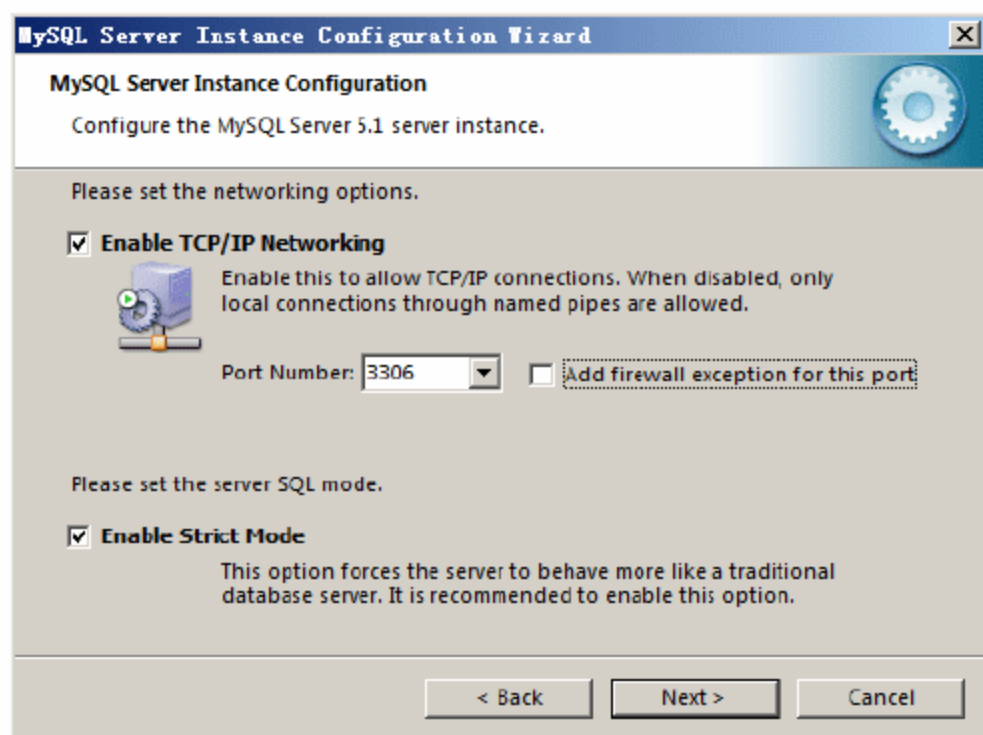 MySQL Server Instance Configuration Wizard
MySQL Server Instance Configuration
Configure the MySQL Server 5.1 server instance.
Please set the networking options.
Enable TCP/IP Networking
Enable this to allow TCP/IP connections. When disabled, only
local connections through named pipes are allowed.
Port Number: 3306 Add firewall exception for this port
Please set the server SQL mode.
Enable Strict Mode
This option forces the server to behave more like a traditional
database server. It is recommended to enable this option.
< Back Next > Cancel